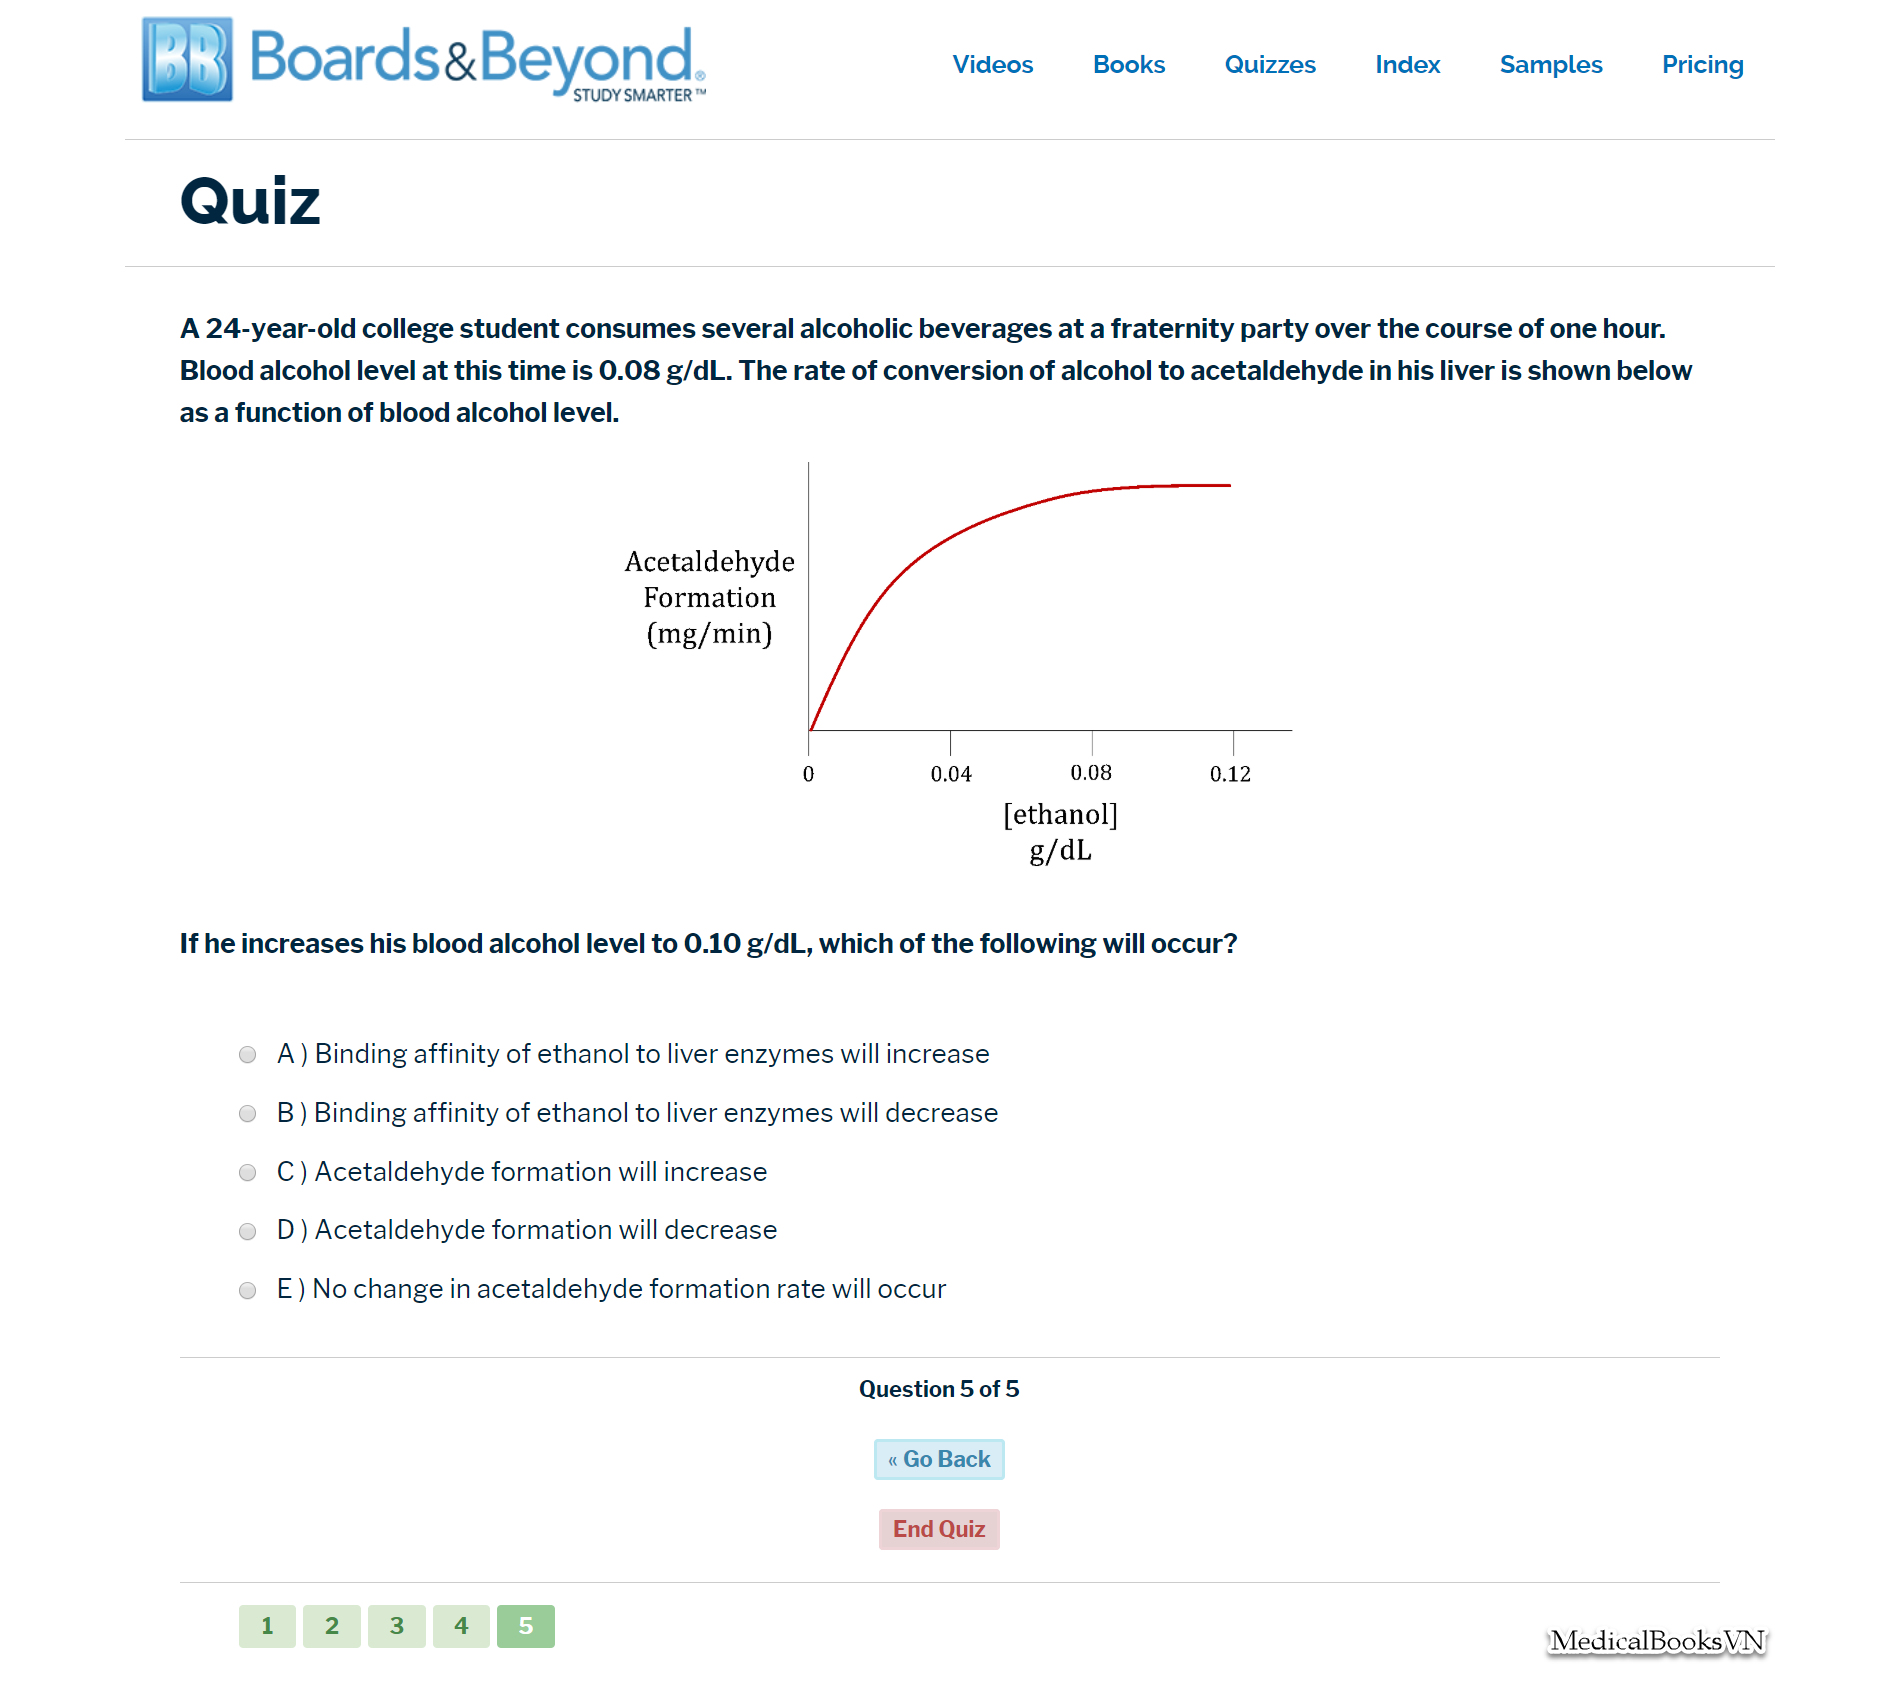 BB Boards&Beyond®
STUDY SMARTER™
Videos Books Quizzes Index Samples Pricing
Quiz
A 24-year-old college student consumes several alcoholic beverages at a fraternity party over the course of one hour.
Blood alcohol level at this time is 0.08 g/dL. The rate of conversion of alcohol to acetaldehyde in his liver is shown below
as a function of blood alcohol level.
Acetaldehyde
Formation
(mg/min)
0 0.04 0.08 0.12
[ethanol]
g/dL
If he increases his blood alcohol level to 0.10 g/dL, which of the following will occur?
A ) Binding affinity of ethanol to liver enzymes will increase
B ) Binding affinity of ethanol to liver enzymes will decrease
C ) Acetaldehyde formation will increase
D ) Acetaldehyde formation will decrease
E ) No change in acetaldehyde formation rate will occur
Question 5 of 5
« Go Back
End Quiz
1 2 3 4 5
MedicalBooksVN